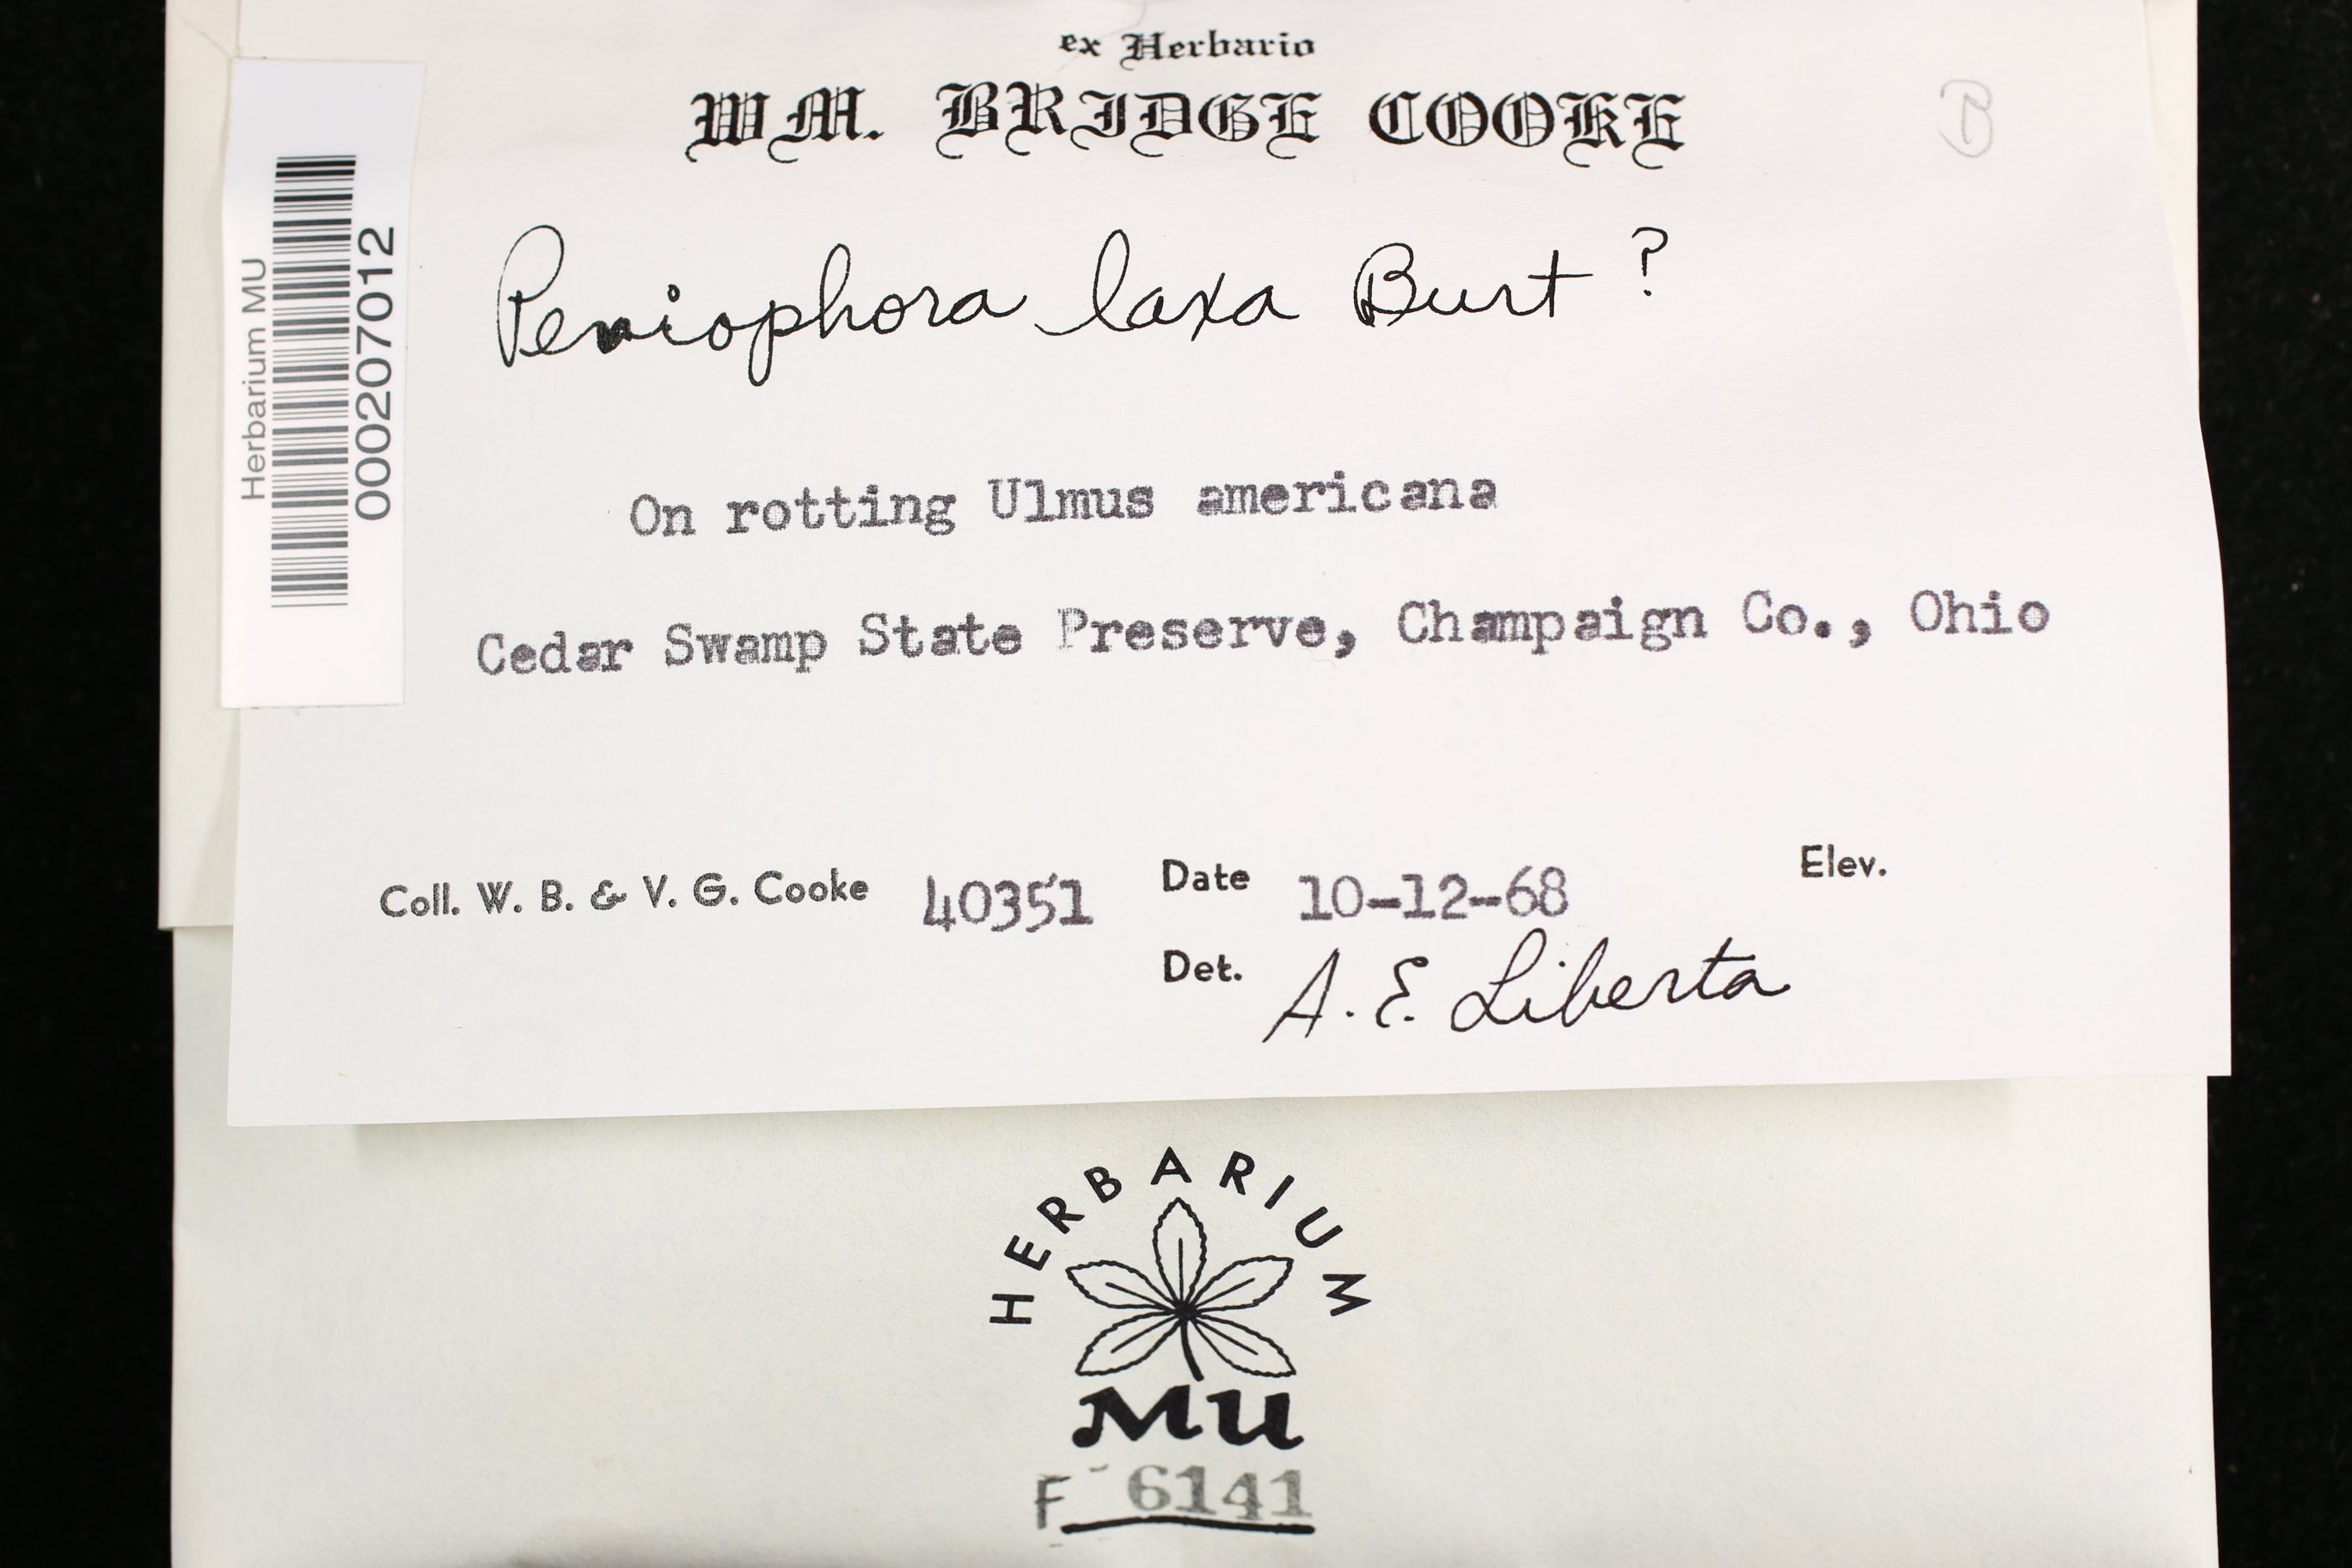 ex Herbario
WM. BRIDGE COOKE
B
Herbarium MU
000207012
Peniophora laxa Burt ?
On rotting Ulmus americana
Cedar Swamp State Preserve, Champaign Co., Ohio
Coll. W. B. & V. G. Cooke 40351 Date 10-12-68 Elev.
Det. A. E. Liberta
HERBARIUM
MU
F 6141